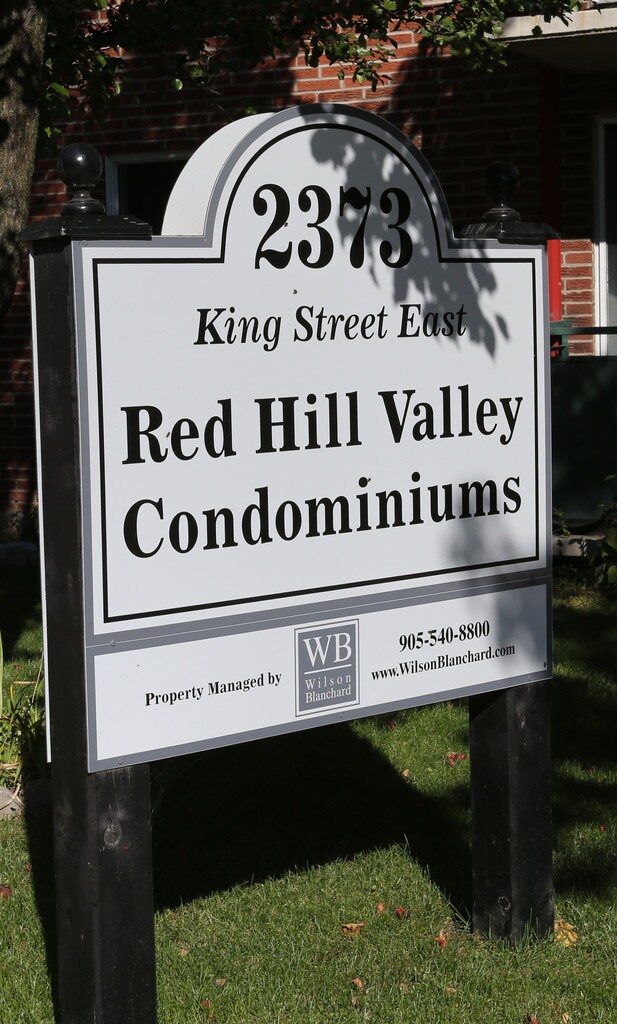 2373
King Street East
Red Hill Valley
Condominiums
Property Managed by
WB
Wilson
Blanchard
905-540-8800
www.WilsonBlanchard.com